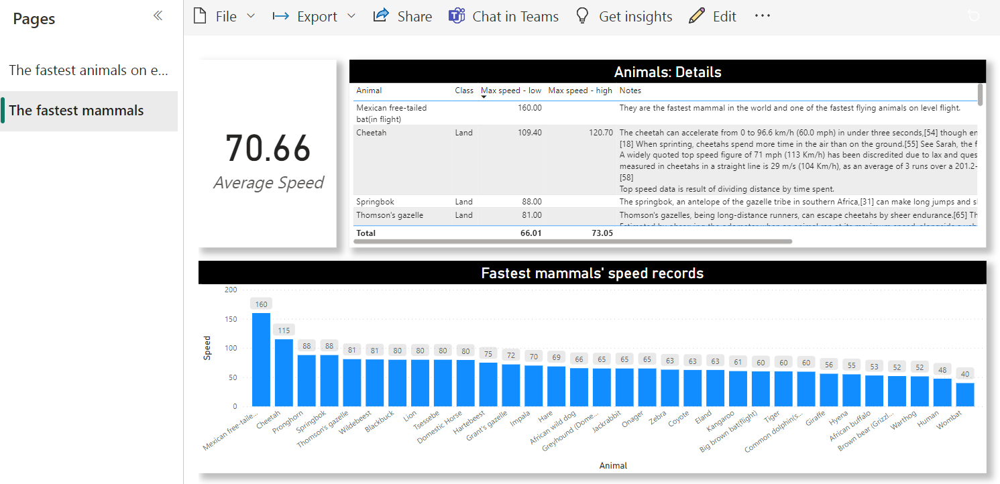 Pages
The fastest animals on e...
The fastest mammals
File
Export
Share
Chat in Teams
Get insights
Edit
70.66
Average Speed
Animals: Details
Animal Class Max speed - low Max speed - high Notes
Mexican free-tailed 160.00 They are the fastest mammal in the world and one of the fastest flying animals on level flight.
bat(in flight)
Cheetah Land 109.40 120.70 The cheetah can accelerate from 0 to 96.6 km/h (60.0 mph) in under three seconds,[54] though en
[18] When sprinting, cheetahs spend more time in the air than on the ground.[55] See Sarah, the f
A widely quoted top speed figure of 71 mph (113 Km/h) has been discredited due to lax and ques
measured in cheetahs in a straight line is 29 m/s (104 Km/h), as an average of 3 runs over a 201.2-
[58]
Top speed data is result of dividing distance by time spent.
Springbok Land 88.00 The springbok, an antelope of the gazelle tribe in southern Africa,[31] can make long jumps and sl
Thomson's gazelle Land 81.00 Thomson's gazelles, being long-distance runners, can escape cheetahs by sheer endurance.[65] Th
Total 66.01 73.05
Fastest mammals' speed records
Speed
200
150
100
50
0
160 115 88 88 81 81 80 80 80 80 75 72 70 69 66 65 65 65 63 63 63 61 60 60 60 56 55 53 52 52 48 40
Mexican free-taile...
Cheetah
Pronghorn
Springbok
Thomson's gazelle
Wildebeest
Blackbuck
Lion
Tsessebe
Domestic Horse
Hartebeest
Grant's gazelle
Impala
Hare
African wild dog
Greyhound (Dome...
Jackrabbit
Onager
Zebra
Coyote
Eland
Kangaroo
Big brown bat(flight)
Tiger
Common dolphin(s...
Giraffe
Hyena
African buffalo
Brown bear (Grizzl...
Warthog
Human
Wombat
Animal